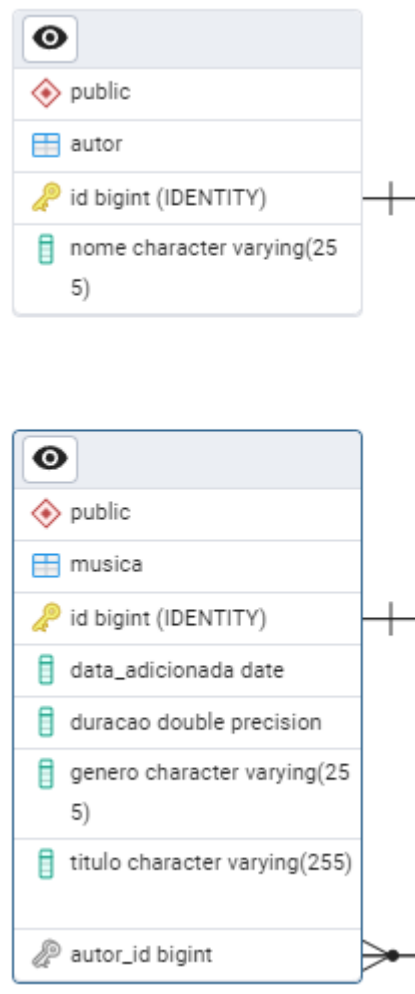 public
autor
id bigint (IDENTITY)
nome character varying(25
5)
public
musica
id bigint (IDENTITY)
data_adicionada date
duracao double precision
genero character varying(25
5)
titulo character varying(255)
autor_id bigint